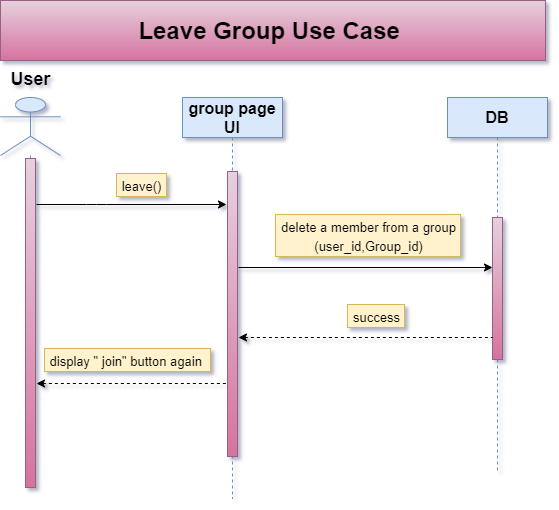 Leave Group Use Case
User
group page
UI
DB
leave()
delete a member from a group
(user_id,Group_id)
success
display " join" button again